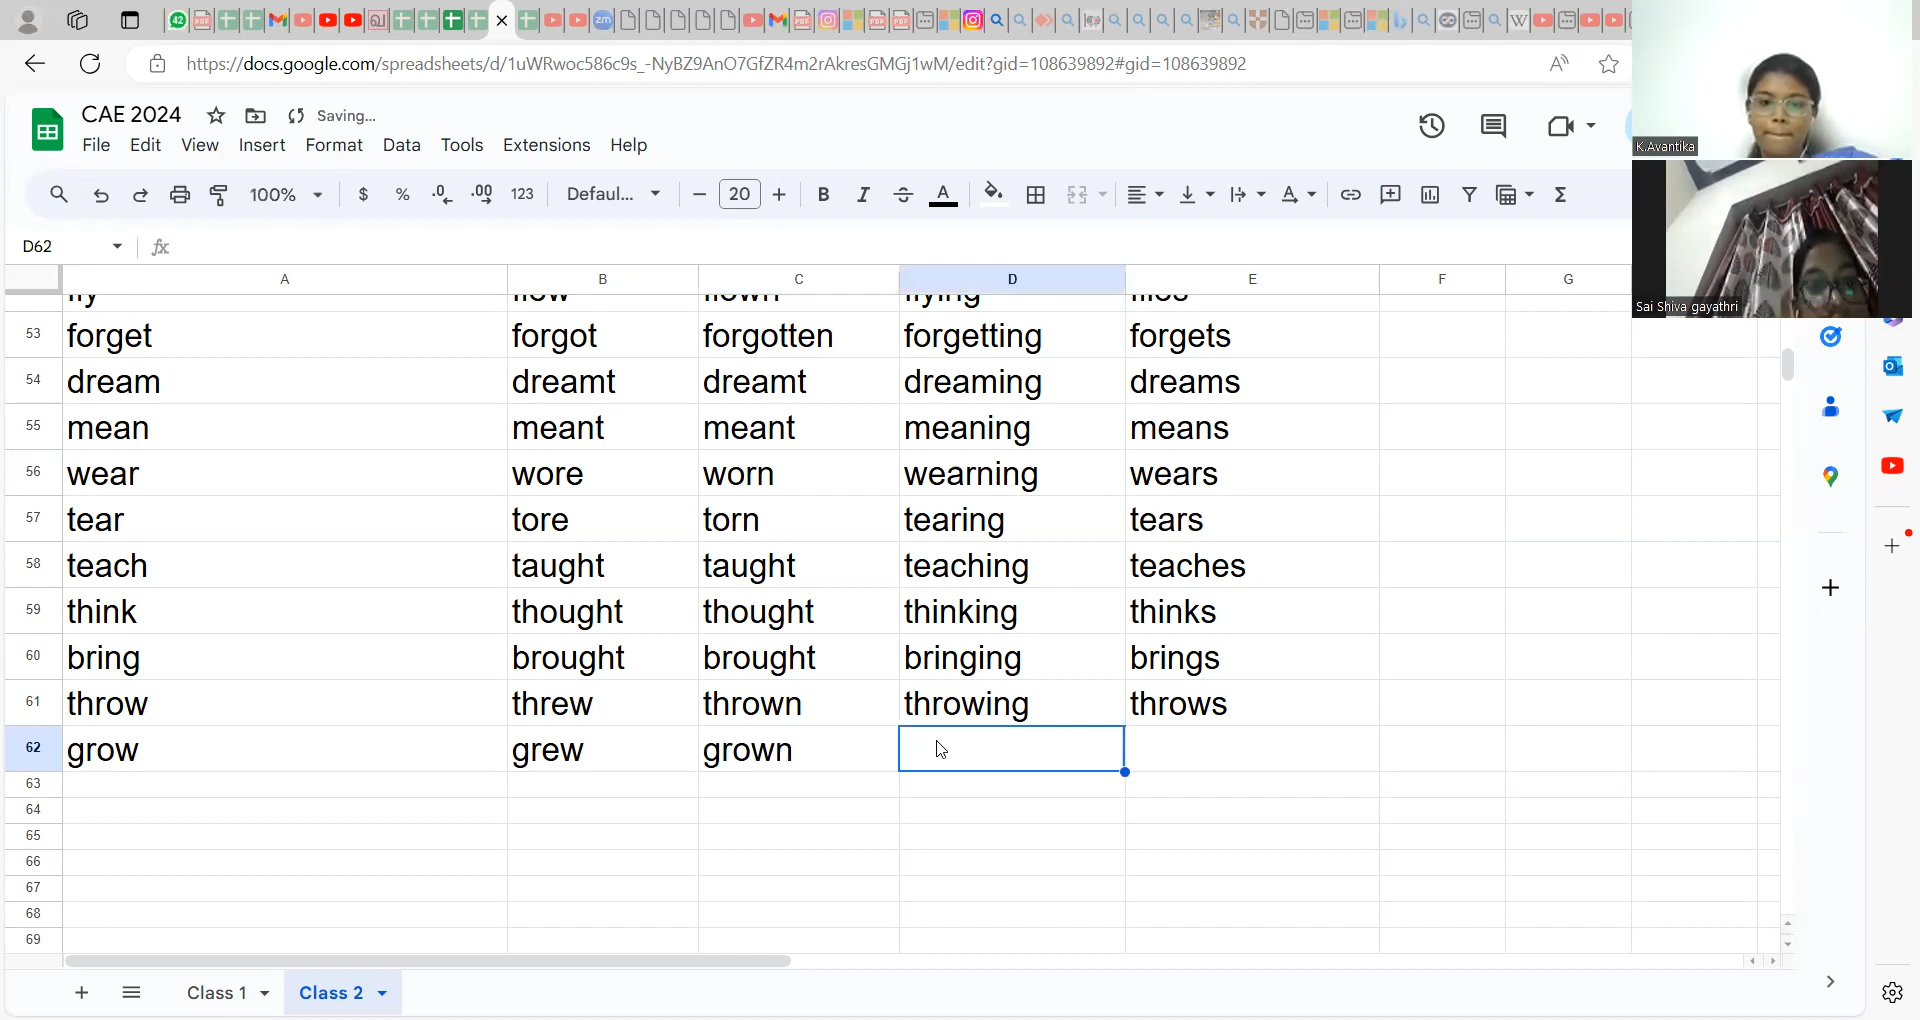 https://docs.google.com/spreadsheets/d/1uWRwoc586c9s_-NyBZ9AnO7GfZR4m2rAkresGMGj1wM/edit?gid=108639892#gid=108639892
CAE 2024 Saving...
File Edit View Insert Format Data Tools Extensions Help
100% $ % .0 .00 123 Defaul... 20 B I A
K.Avantika
Sai Shiva gayathri
D62 fx
A B C D E F G
53 forget forgot forgotten forgetting forgets
54 dream dreamt dreamt dreaming dreams
55 mean meant meant meaning means
56 wear wore worn wearning wears
57 tear tore torn tearing tears
58 teach taught taught teaching teaches
59 think thought thought thinking thinks
60 bring brought brought bringing brings
61 throw threw thrown throwing throws
62 grow grew grown
63
64
65
66
67
68
69
Class 1 Class 2